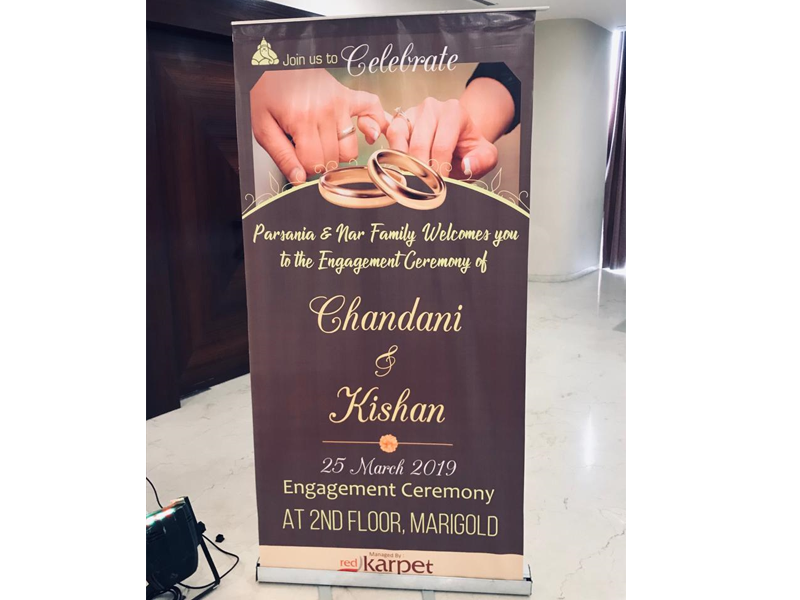 Join us to Celebrate
Parsania & Nar Family Welcomes you
to the Engagement Ceremony of
Chandani
&
Kishan
25 March 2019
Engagement Ceremony
AT 2ND FLOOR, MARIGOLD
Managed By
red karpet